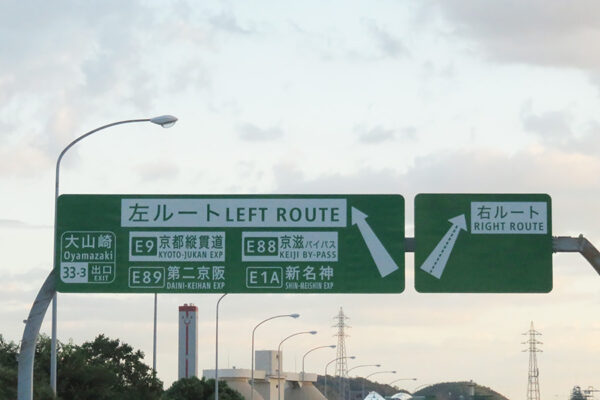 左ルート LEFT ROUTE
大山崎
Oyamazaki
33-3 出口
EXIT
E9 京都縦貫道
KYOTO-JUKAN EXP
E88 京滋バイパス
KEIJI BY-PASS
E89 第二京阪
DAINI-KEIHAN EXP
E1A 新名神
SHIN-MEISHIN EXP
右ルート
RIGHT ROUTE